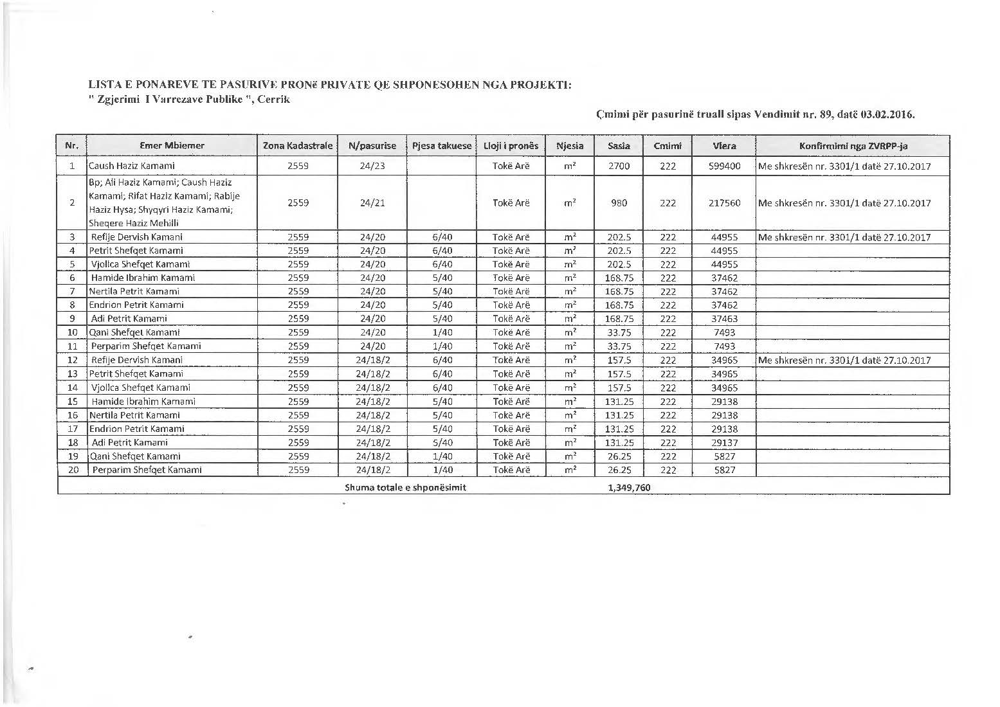 LISTA E PONAREVE TE PASURIVE PRONë PRIVATE QE SHPONESOHEN NGA PROJEKTI:
" Zgjerimi I Varrezave Publike ", Cerrik
Çmimi për pasurinë truall sipas Vendimit nr. 89, datë 03.02.2016.
Nr. Emer Mbiemer Zona Kadastrale N/pasurise Pjesa takuese Lloji i pronës Njesia Sasia Cmimi Vlera Konfirmimi nga ZVRPP-ja
1 Caush Haziz Kamami 2559 24/23 Tokë Arë m² 2700 222 599400 Me shkresën nr. 3301/1 datë 27.10.2017
Bp; Ali Haziz Kamami; Caush Haziz
Kamami; Rifat Haziz Kamami; Rabije
2 Haziz Hysa; Shyqyri Haziz Kamami; 2559 24/21 Tokë Arë m² 980 222 217560 Me shkresën nr. 3301/1 datë 27.10.2017
Sheqere Haziz Mehilli
3 Refije Dervish Kamani 2559 24/20 6/40 Tokë Arë m² 202.5 222 44955 Me shkresën nr. 3301/1 datë 27.10.2017
4 Petrit Shefqet Kamami 2559 24/20 6/40 Tokë Arë m² 202.5 222 44955
5 Vjollca Shefqet Kamami 2559 24/20 6/40 Tokë Arë m² 202.5 222 44955
6 Hamide Ibrahim Kamami 2559 24/20 5/40 Tokë Arë m² 168.75 222 37462
7 Nertila Petrit Kamami 2559 24/20 5/40 Tokë Arë m² 168.75 222 37462
8 Endrion Petrit Kamami 2559 24/20 5/40 Tokë Arë m² 168.75 222 37462
9 Adi Petrit Kamami 2559 24/20 5/40 Tokë Arë m² 168.75 222 37463
10 Qani Shefqet Kamami 2559 24/20 1/40 Tokë Arë m² 33.75 222 7493
11 Perparim Shefqet Kamami 2559 24/20 1/40 Tokë Arë m² 33.75 222 7493
12 Refije Dervish Kamani 2559 24/18/2 6/40 Tokë Arë m² 157.5 222 34965 Me shkresën nr. 3301/1 datë 27.10.2017
13 Petrit Shefqet Kamami 2559 24/18/2 6/40 Tokë Arë m² 157.5 222 34965
14 Vjollca Shefqet Kamami 2559 24/18/2 6/40 Tokë Arë m² 157.5 222 34965
15 Hamide Ibrahim Kamami 2559 24/18/2 5/40 Tokë Arë m² 131.25 222 29138
16 Nertila Petrit Kamami 2559 24/18/2 5/40 Tokë Arë m² 131.25 222 29138
17 Endrion Petrit Kamami 2559 24/18/2 5/40 Tokë Arë m² 131.25 222 29138
18 Adi Petrit Kamami 2559 24/18/2 5/40 Tokë Arë m² 131.25 222 29137
19 Qani Shefqet Kamami 2559 24/18/2 1/40 Tokë Arë m² 26.25 222 5827
20 Perparim Shefqet Kamami 2559 24/18/2 1/40 Tokë Arë m² 26.25 222 5827
Shuma totale e shponësimit 1,349,760